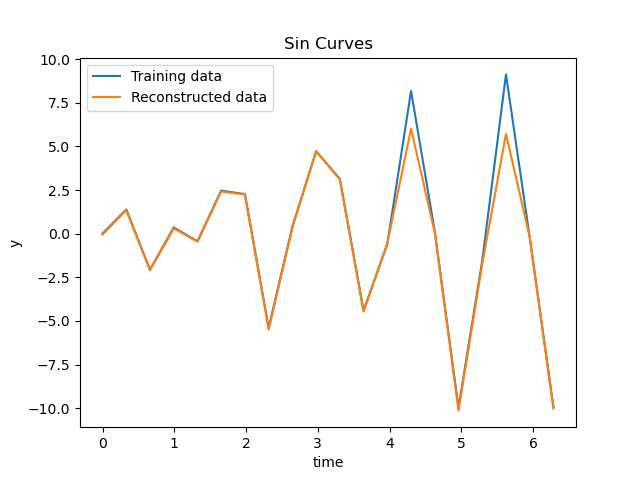 Sin Curves
Training data
Reconstructed data
10.0
7.5
5.0
2.5
0.0
−2.5
−5.0
−7.5
−10.0
y
0 1 2 3 4 5 6
time